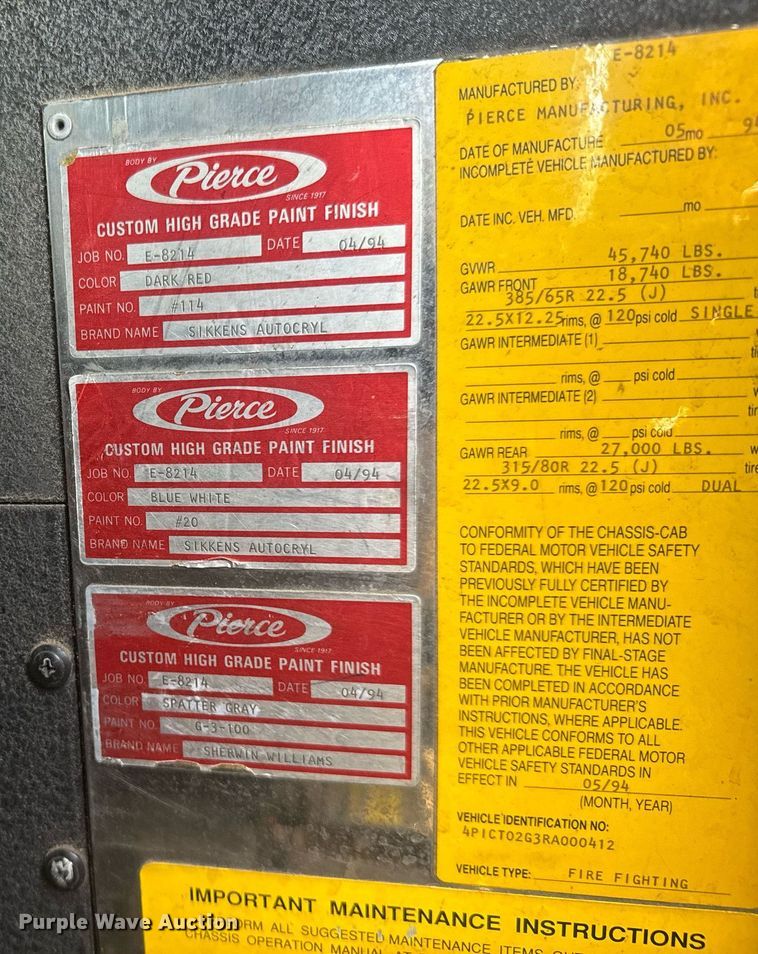 BODY BY
Pierce
SINCE 1917
CUSTOM HIGH GRADE PAINT FINISH
JOB NO. E-8214 DATE 04/94
COLOR DARK RED
PAINT NO. #114
BRAND NAME SIKKENS AUTOCRYL
BODY BY
Pierce
SINCE 1917
CUSTOM HIGH GRADE PAINT FINISH
JOB NO. E-8214 DATE 04/94
COLOR BLUE WHITE
PAINT NO. #20
BRAND NAME SIKKENS AUTOCRYL
BODY BY
Pierce
SINCE 1917
CUSTOM HIGH GRADE PAINT FINISH
JOB NO. E-8214 DATE 04/94
COLOR SPATTER GRAY
PAINT NO. G-3-100
BRAND NAME SHERWIN WILLIAMS
E-8214
MANUFACTURED BY:
PIERCE MANUFACTURING, INC.
DATE OF MANUFACTURE 05mo
INCOMPLETE VEHICLE MANUFACTURED BY:
DATE INC. VEH. MFD. mo
GVWR 45,740 LBS.
GAWR FRONT 18,740 LBS.
385/65R 22.5 (J)
22.5X12.25 rims, @ 120 psi cold SINGLE
GAWR INTERMEDIATE (1)
rims, @ psi cold
GAWR INTERMEDIATE (2)
rims, @ psi cold
GAWR REAR 27,000 LBS.
315/80R 22.5 (J)
22.5X9.0 rims, @ 120 psi cold DUAL
CONFORMITY OF THE CHASSIS-CAB
TO FEDERAL MOTOR VEHICLE SAFETY
STANDARDS, WHICH HAVE BEEN
PREVIOUSLY FULLY CERTIFIED BY
THE INCOMPLETE VEHICLE MANU-
FACTURER OR BY THE INTERMEDIATE
VEHICLE MANUFACTURER, HAS NOT
BEEN AFFECTED BY FINAL-STAGE
MANUFACTURE. THE VEHICLE HAS
BEEN COMPLETED IN ACCORDANCE
WITH PRIOR MANUFACTURER'S
INSTRUCTIONS, WHERE APPLICABLE.
THIS VEHICLE CONFORMS TO ALL
OTHER APPLICABLE FEDERAL MOTOR
VEHICLE SAFETY STANDARDS IN
EFFECT IN 05/94
(MONTH, YEAR)
VEHICLE IDENTIFICATION NO:
4PICT02G3RA000412
VEHICLE TYPE: FIRE FIGHTING
IMPORTANT MAINTENANCE INSTRUCTIONS
ALL SUGGESTED MAINTENANCE ITEMS
CHASSIS OPERATION MANUAL
Purple Wave Auction